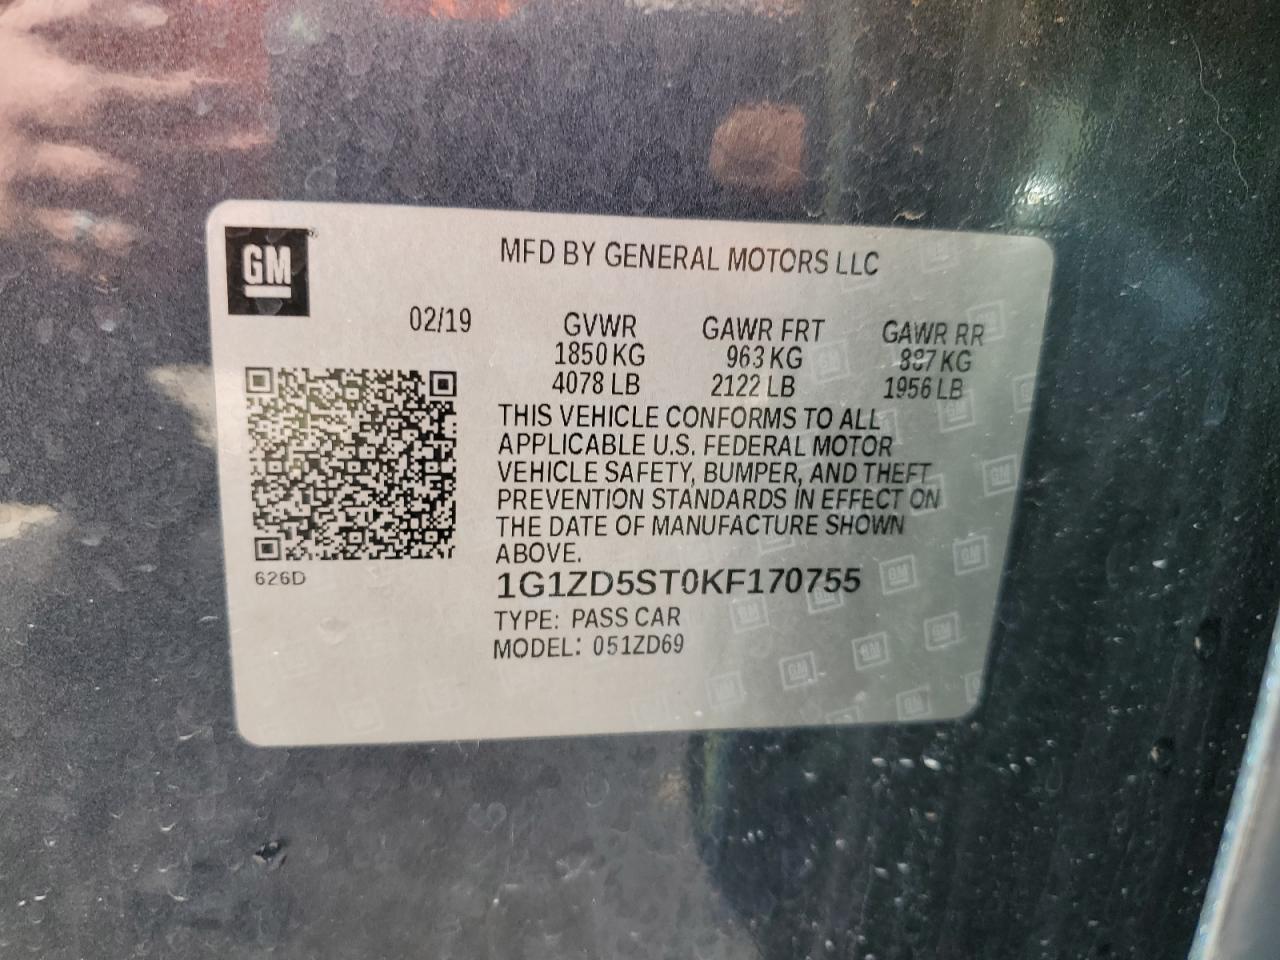 GM
MFD BY GENERAL MOTORS LLC
02/19
GVWR GAWR FRT GAWR RR
1850 KG 963 KG 887 KG
4078 LB 2122 LB 1956 LB
THIS VEHICLE CONFORMS TO ALL
APPLICABLE U.S. FEDERAL MOTOR
VEHICLE SAFETY, BUMPER, AND THEFT
PREVENTION STANDARDS IN EFFECT ON
THE DATE OF MANUFACTURE SHOWN
ABOVE.
626D
1G1ZD5ST0KF170755
TYPE: PASS CAR
MODEL: 051ZD69